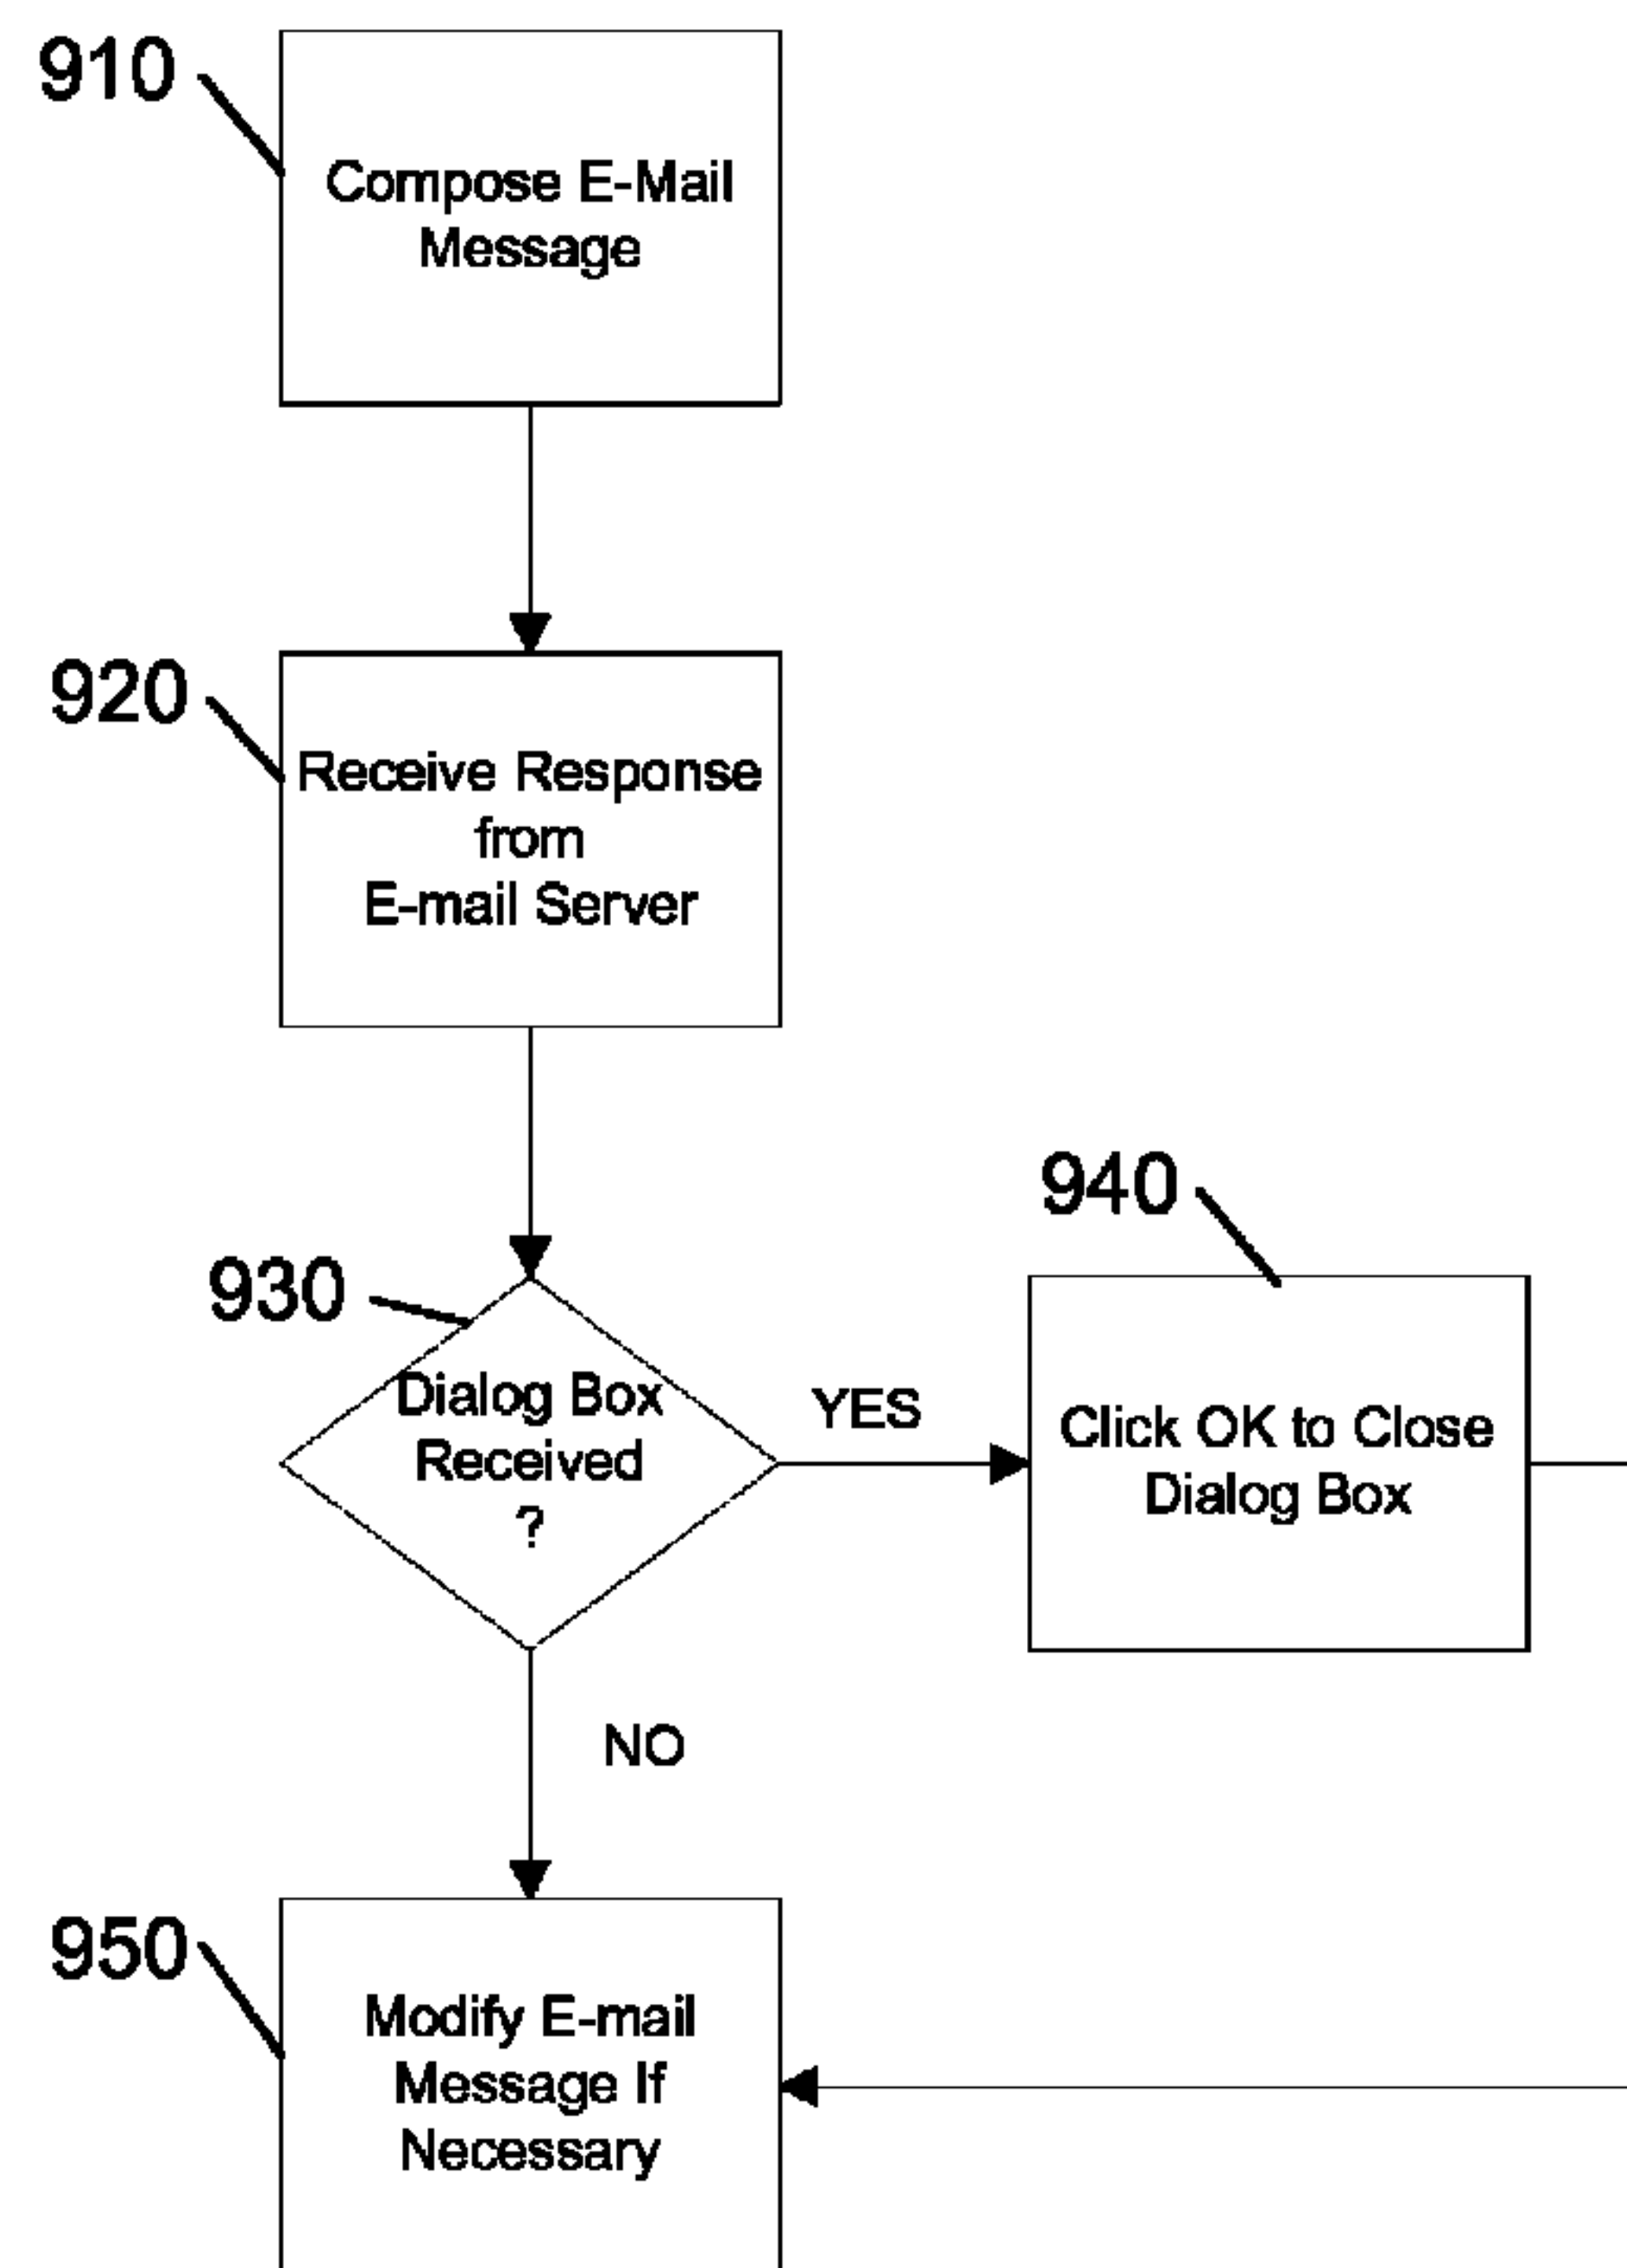 910
Compose E-Mail
Message
920
Receive Response
from
E-mail Server
930
Dialog Box
Received
?
YES
940
Click OK to Close
Dialog Box
NO
950
Modify E-mail
Message If
Necessary